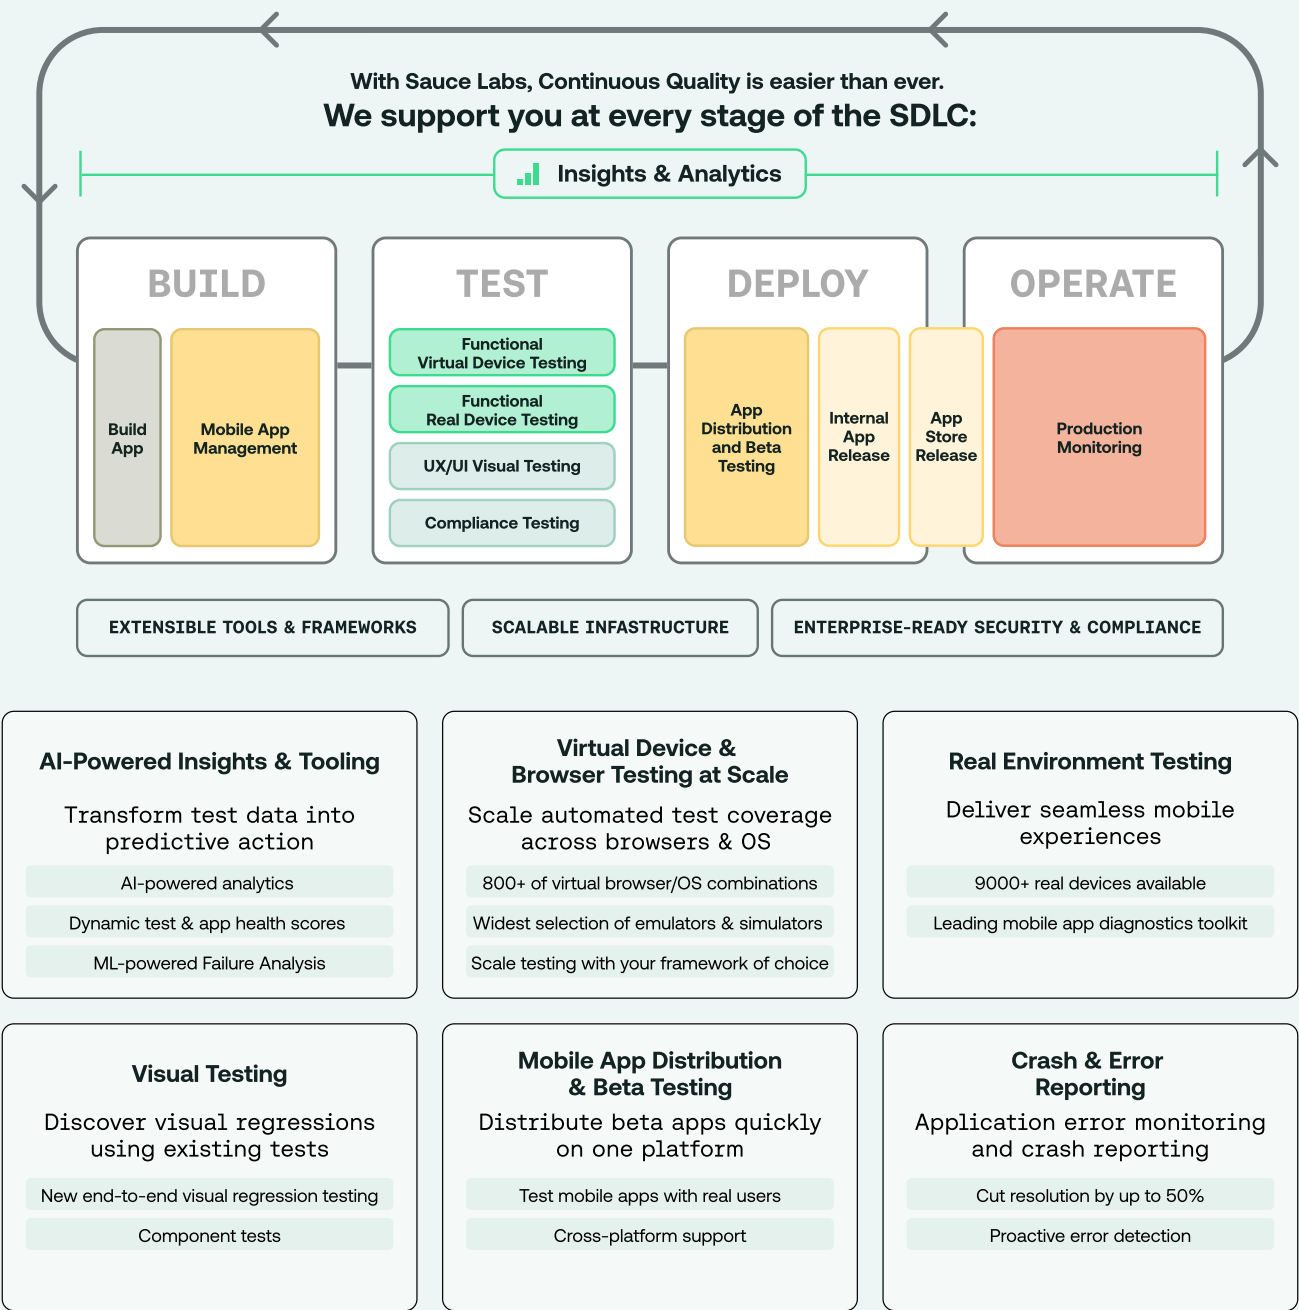 With Sauce Labs, Continuous Quality is easier than ever.
We support you at every stage of the SDLC:
Insights & Analytics
BUILD
Build
App
Mobile App
Management
TEST
Functional
Virtual Device Testing
Functional
Real Device Testing
UX/UI Visual Testing
Compliance Testing
DEPLOY
App
Distribution
and Beta
Testing
Internal
App
Release
App
Store
Release
OPERATE
Production
Monitoring
EXTENSIBLE TOOLS & FRAMEWORKS
SCALABLE INFASTRUCTURE
ENTERPRISE-READY SECURITY & COMPLIANCE
AI-Powered Insights & Tooling
Transform test data into
predictive action
AI-powered analytics
Dynamic test & app health scores
ML-powered Failure Analysis
Virtual Device &
Browser Testing at Scale
Scale automated test coverage
across browsers & OS
800+ of virtual browser/OS combinations
Widest selection of emulators & simulators
Scale testing with your framework of choice
Real Environment Testing
Deliver seamless mobile
experiences
9000+ real devices available
Leading mobile app diagnostics toolkit
Visual Testing
Discover visual regressions
using existing tests
New end-to-end visual regression testing
Component tests
Mobile App Distribution
& Beta Testing
Distribute beta apps quickly
on one platform
Test mobile apps with real users
Cross-platform support
Crash & Error
Reporting
Application error monitoring
and crash reporting
Cut resolution by up to 50%
Proactive error detection